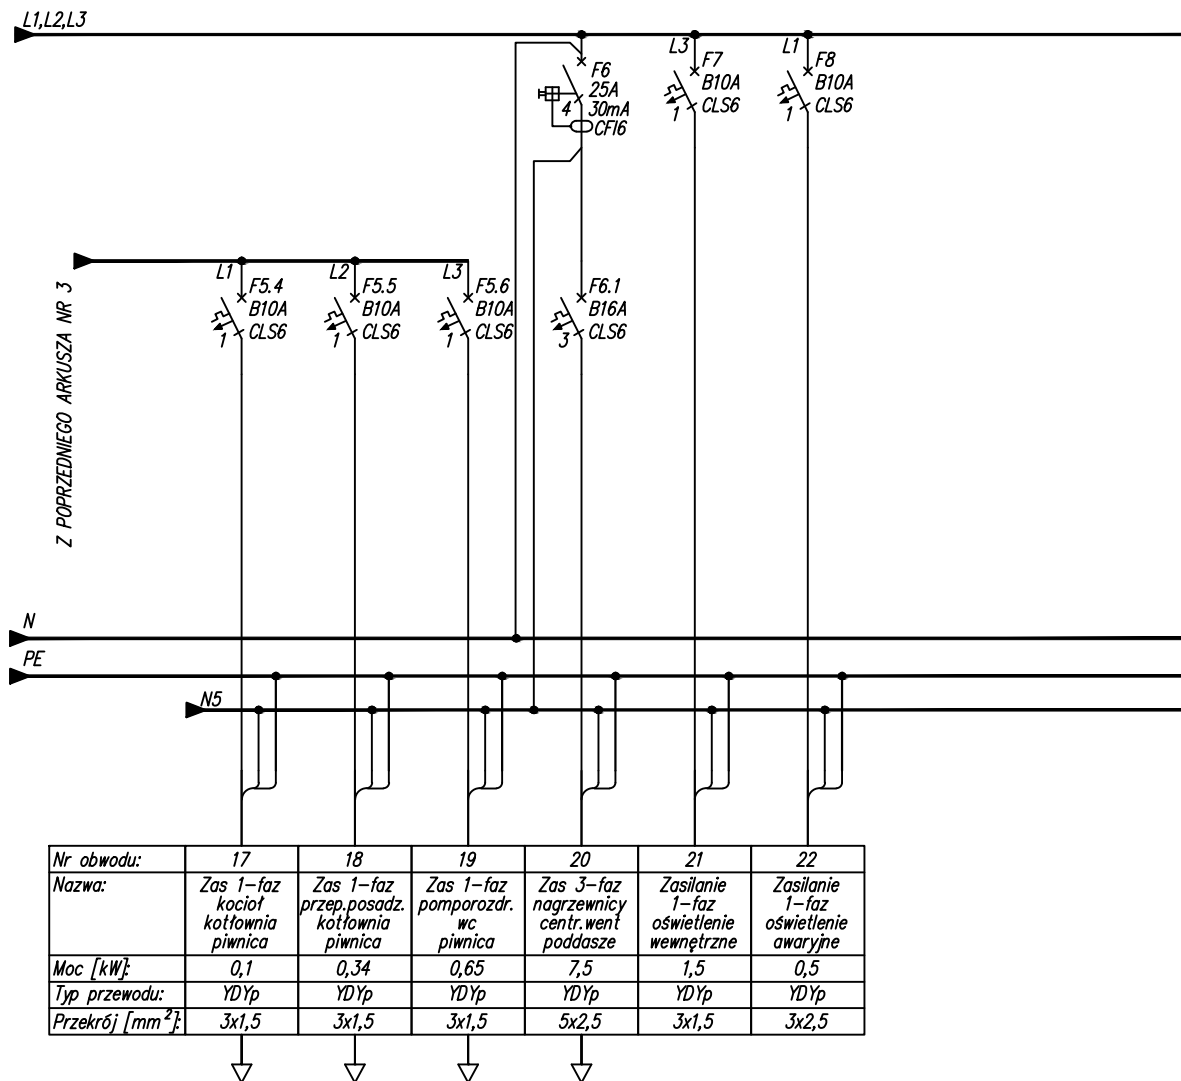 L1,L2,L3
F6
25A
30mA
CFI6
4
L3
F7
B10A
CLS6
1
L1
F8
B10A
CLS6
1
Z POPRZEDNIEGO ARKUSZA NR 3
L1
F5.4
B10A
CLS6
1
L2
F5.5
B10A
CLS6
1
L3
F5.6
B10A
CLS6
1
F6.1
B16A
CLS6
3
N
PE
N5
Nr obwodu: 17 18 19 20 21 22
Nazwa:
Zas 1-faz
kocioł
kotłownia
piwnica
Zas 1-faz
przep.posadz.
kotłownia
piwnica
Zas 1-faz
pomporozdr.
wc
piwnica
Zas 3-faz
nagrzewnicy
centr.went
poddasze
Zasilanie
1-faz
oświetlenie
wewnętrzne
Zasilanie
1-faz
oświetlenie
awaryjne
Moc [kW]: 0,1 0,34 0,65 7,5 1,5 0,5
Typ przewodu: YDYp YDYp YDYp YDYp YDYp YDYp
Przekrój [mm²]: 3x1,5 3x1,5 3x1,5 5x2,5 3x1,5 3x2,5